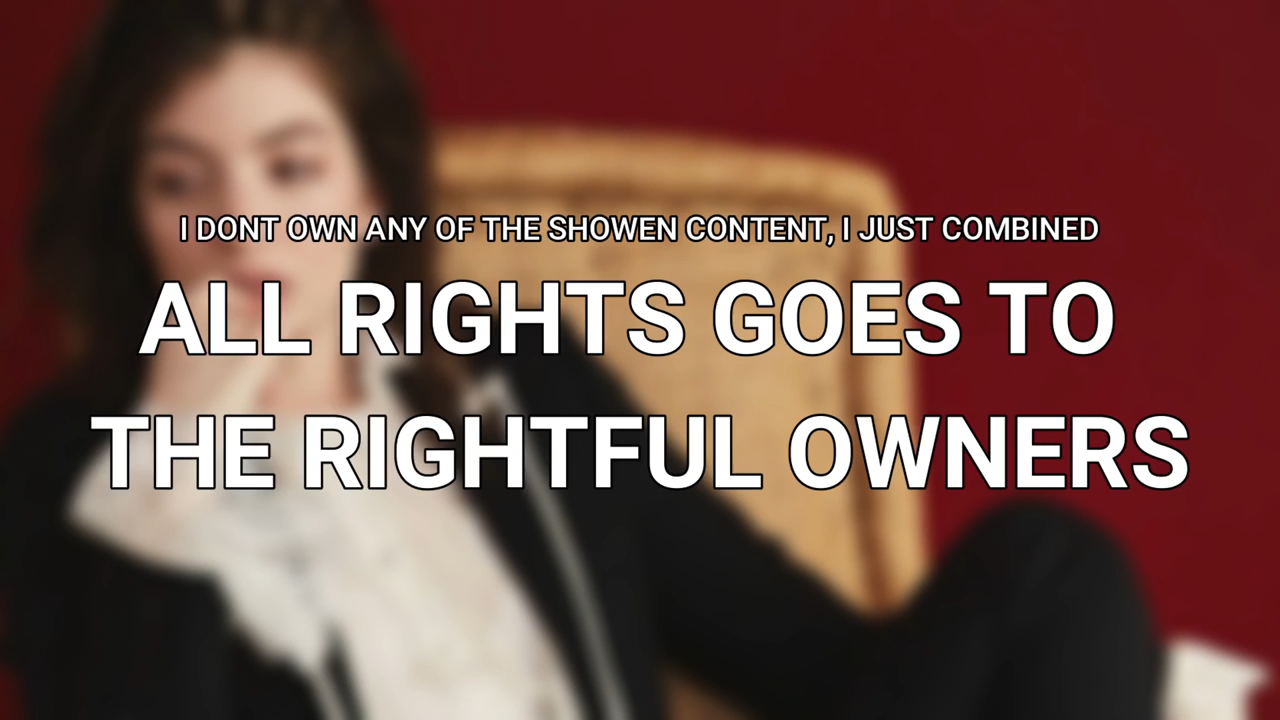 I DONT OWN ANY OF THE SHOWEN CONTENT, I JUST COMBINED
ALL RIGHTS GOES TO
THE RIGHTFUL OWNERS